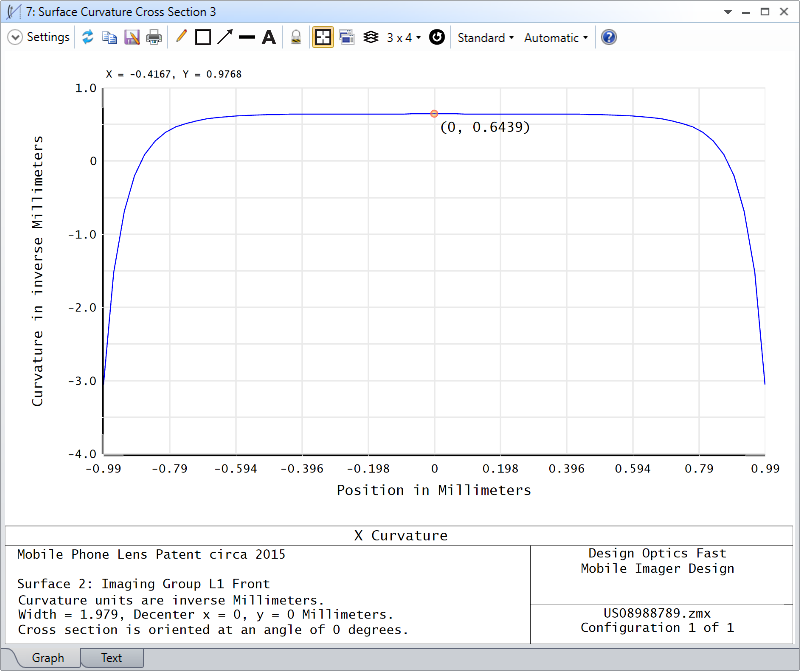 7: Surface Curvature Cross Section 3
Settings A 3 x 4 Standard Automatic ?
X = -0.4167, Y = 0.9768
1.0
0
-1.0
-2.0
-3.0
-4.0
Curvature in inverse Millimeters
(0, 0.6439)
-0.99 -0.79 -0.594 -0.396 -0.198 0 0.198 0.396 0.594 0.79 0.99
Position in Millimeters
X Curvature
Mobile Phone Lens Patent circa 2015
Surface 2: Imaging Group L1 Front
Curvature units are inverse Millimeters.
Width = 1.979, Decenter x = 0, y = 0 Millimeters.
Cross section is oriented at an angle of 0 degrees.
Design Optics Fast
Mobile Imager Design
US08988789.zmx
Configuration 1 of 1
Graph Text